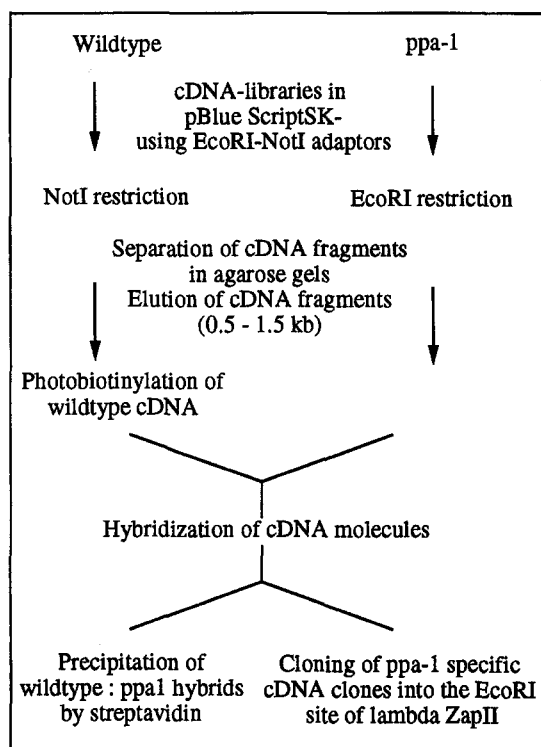 Wildtype
ppa-1
cDNA-libraries in
pBlue ScriptSK-
using EcoRI-NotI adaptors
NotI restriction
EcoRI restriction
Separation of cDNA fragments
in agarose gels
Elution of cDNA fragments
(0.5 - 1.5 kb)
Photobiotinylation of
wildtype cDNA
Hybridization of cDNA molecules
Precipitation of
wildtype : ppa1 hybrids
by streptavidin
Cloning of ppa-1 specific
cDNA clones into the EcoRI
site of lambda ZapII